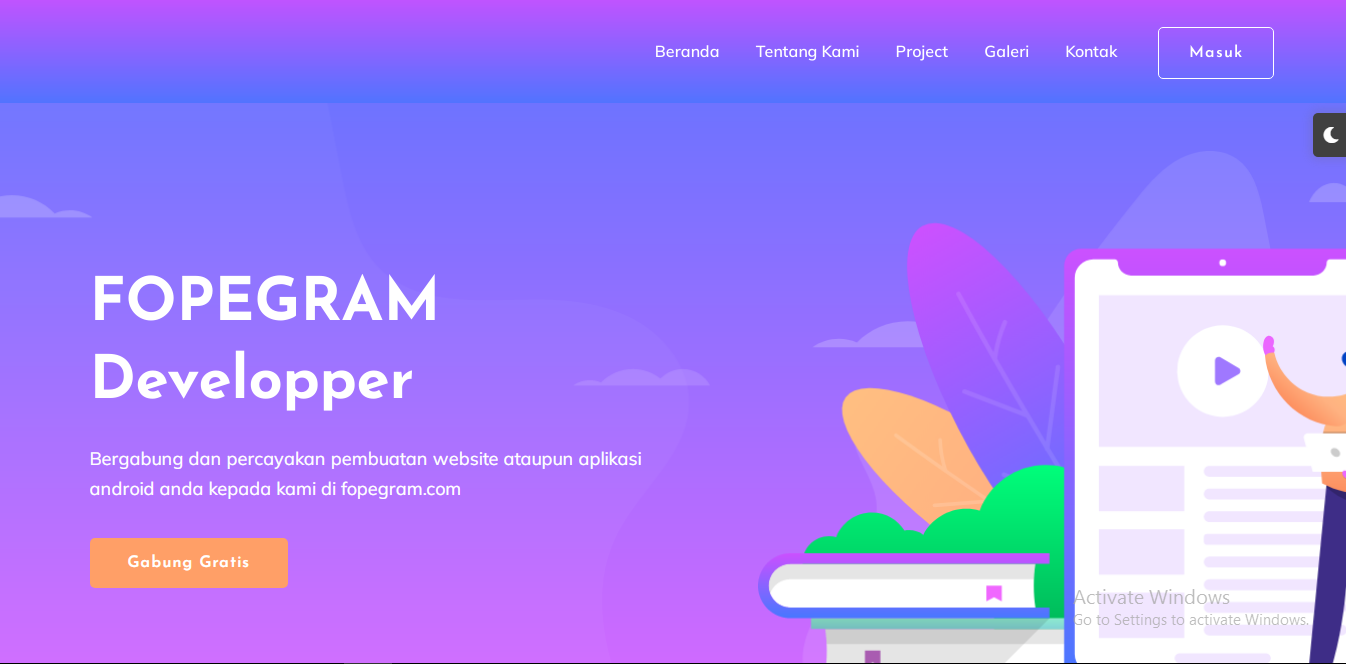 Beranda Tentang Kami Project Galeri Kontak Masuk
FOPEGRAM
Developper
Bergabung dan percayakan pembuatan website ataupun aplikasi
android anda kepada kami di fopegram.com
Gabung Gratis
Activate Windows
Go to Settings to activate Windows.